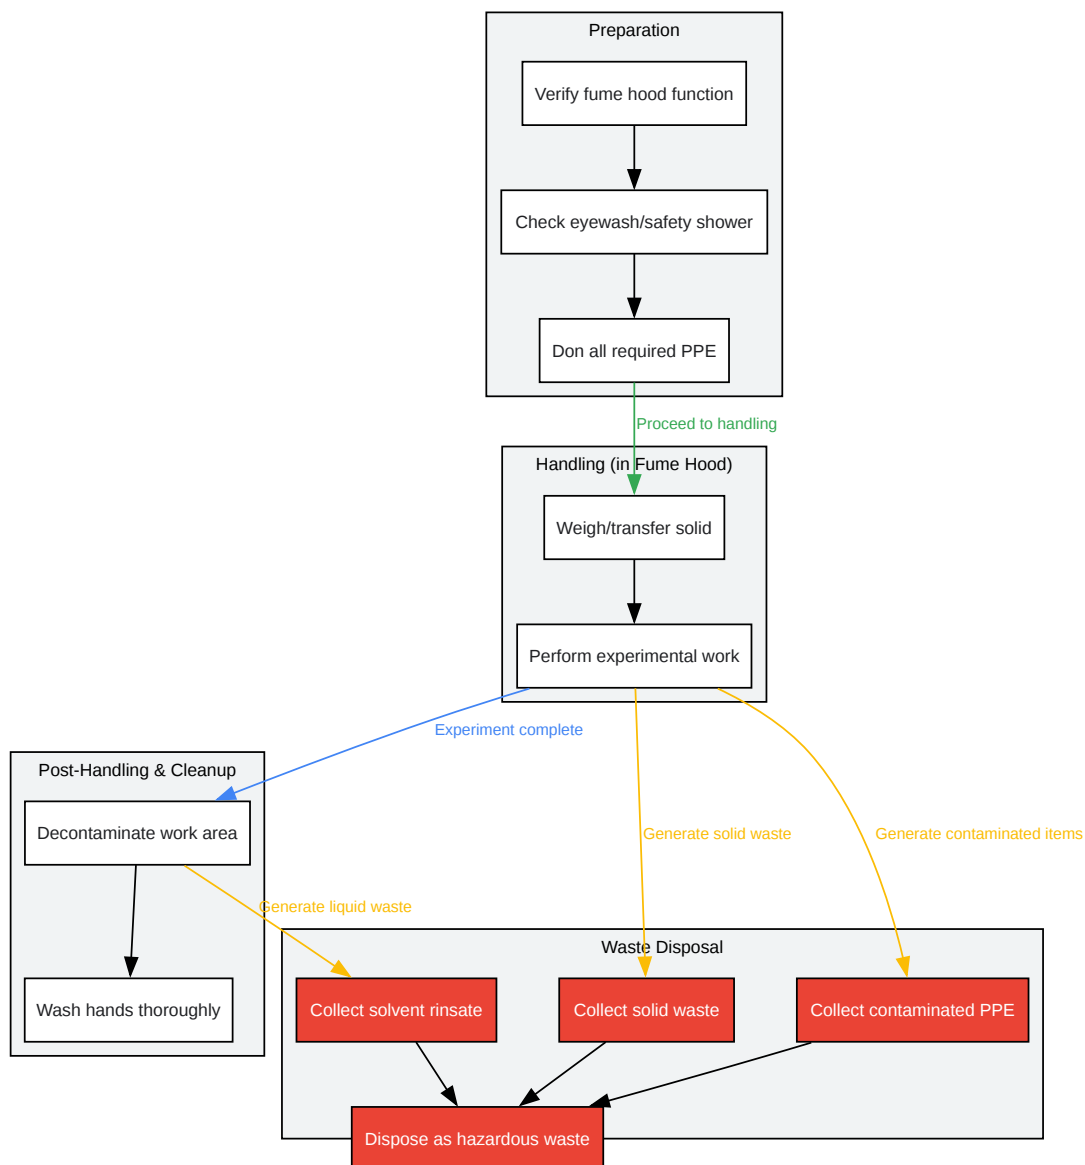 Preparation
Verify fume hood function
Check eyewash/safety shower
Don all required PPE
Proceed to handling
Handling (in Fume Hood)
Weigh/transfer solid
Perform experimental work
Experiment complete
Post-Handling & Cleanup
Decontaminate work area
Generate solid waste
Generate contaminated items
Generate liquid waste
Waste Disposal
Wash hands thoroughly
Collect solvent rinsate
Collect solid waste
Collect contaminated PPE
Dispose as hazardous waste